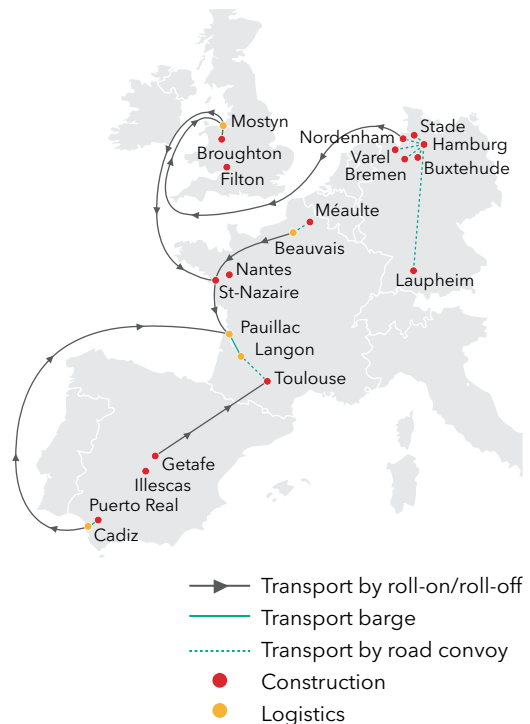 Mostyn
Broughton
Filton
Nordenham
Stade
Hamburg
Varel
Bremen
Buxtehude
Méaulte
Beauvais
Nantes
St-Nazaire
Laupheim
Pauillac
Langon
Toulouse
Getafe
Illescas
Puerto Real
Cadiz
Transport by roll-on/roll-off
Transport barge
Transport by road convoy
Construction
Logistics